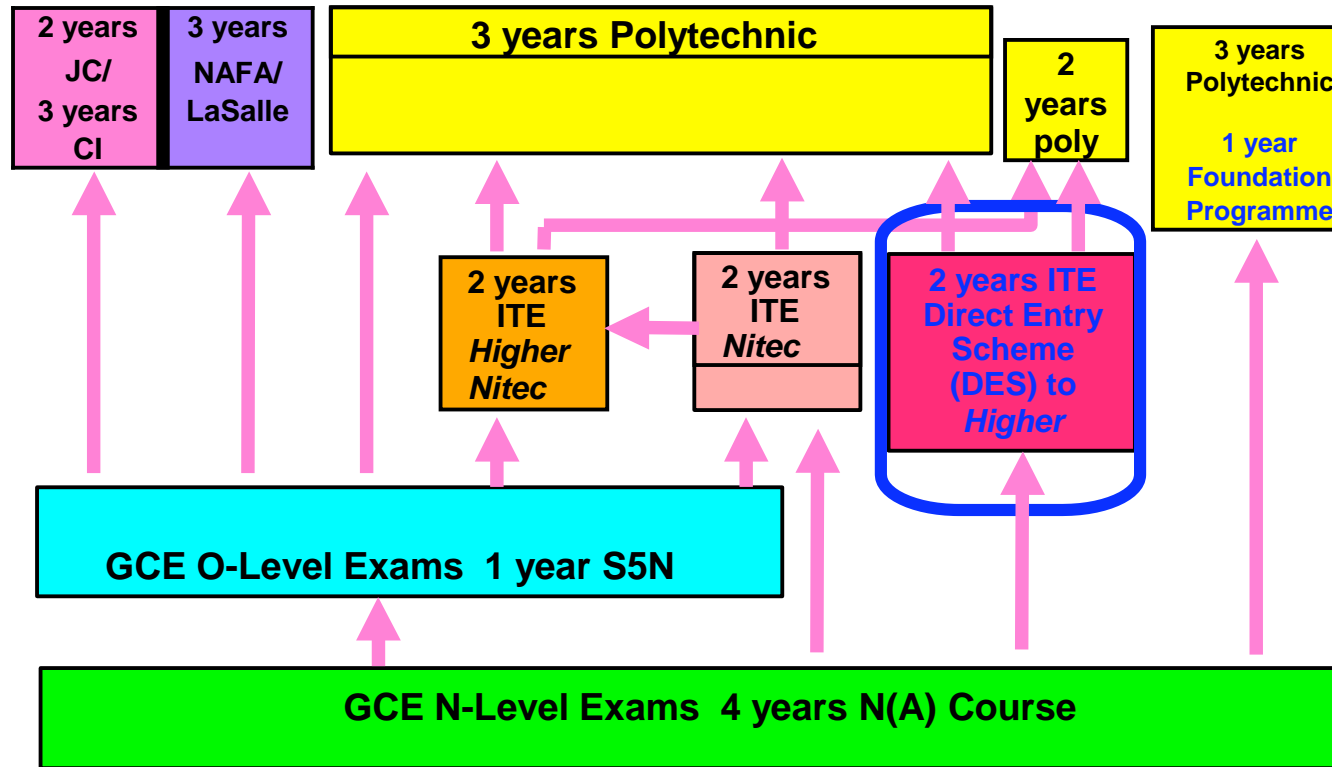 2 years
JC/
3 years
CI
3 years
NAFA/
LaSalle
3 years Polytechnic
2
years
poly
3 years
Polytechnic
1 year
Foundation
Programme
2 years
ITE
Higher
Nitec
2 years
ITE
Nitec
2 years ITE
Direct Entry
Scheme
(DES) to
Higher
GCE O-Level Exams 1 year S5N
GCE N-Level Exams 4 years N(A) Course